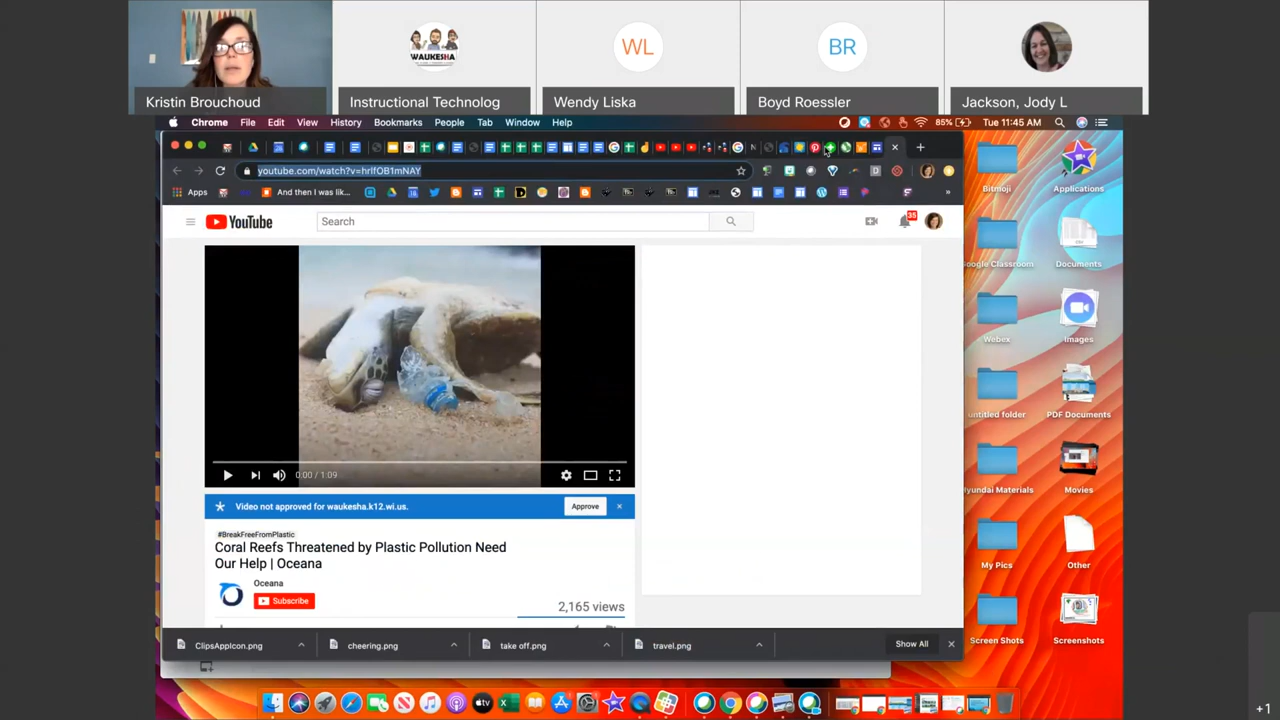 WL
BR
WAUKESHA
Kristin Brouchoud
Instructional Technolog
Wendy Liska
Boyd Roessler
Jackson, Jody L
Chrome File Edit View History Bookmarks People Tab Window Help
85% Tue 11:45 AM
youtube.com/watch?v=hrIfOB1mNAY
Apps
And then I was like...
YouTube
Search
35
0:00 / 1:09
Video not approved for waukesha.k12.wi.us.
Approve
#BreakFreeFromPlastic
Coral Reefs Threatened by Plastic Pollution Need
Our Help | Oceana
Oceana
Subscribe
2,165 views
ClipsAppIcon.png
cheering.png
take off.png
travel.png
Show All
Bitmoji
Applications
Google Classroom
Documents
Webex
Images
untitled folder
PDF Documents
Hyundai Materials
Movies
My Pics
Other
Screen Shots
Screenshots
tv
+1